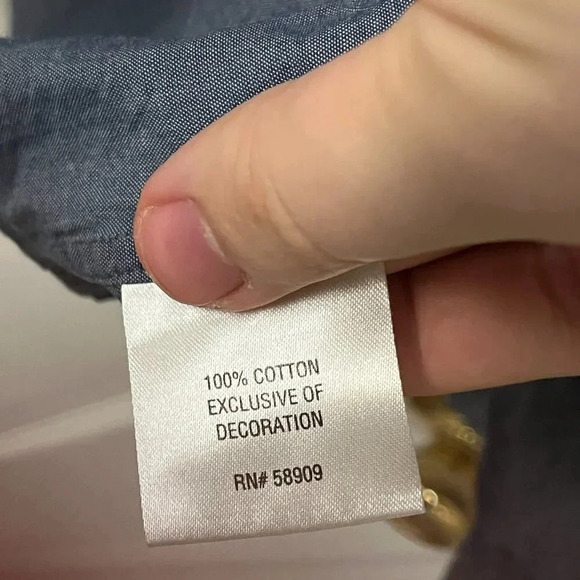 100% COTTON
EXCLUSIVE OF
DECORATION
RN# 58909